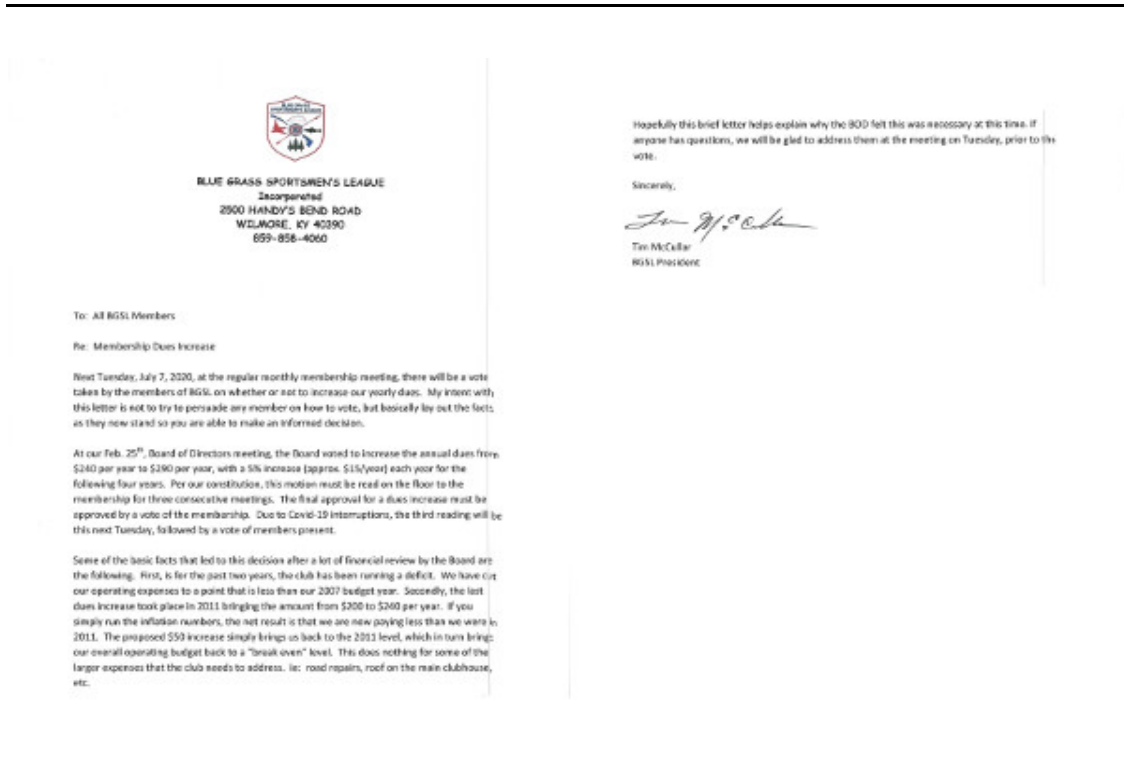 BLUE GRASS SPORTSMEN'S LEAGUE
Incorporated
2500 HANDY'S BEND ROAD
WILMORE, KY 40390
859-858-4060
To: All BGSL Members
Re: Membership Dues Increase
Next Tuesday, July 7, 2020, at the regular monthly membership meeting, there will be a vote
taken by the members of BGSL on whether or not to increase our yearly dues. My intent with
this letter is not to try to persuade any member on how to vote, but basically lay out the facts
as they now stand so you are able to make an informed decision.
At our Feb. 25th, Board of Directors meeting, the Board voted to increase the annual dues from
$240 per year to $290 per year, with a 5% increase (approx. $15/year) each year for the
following four years. Per our constitution, this motion must be read on the floor to the
membership for three consecutive meetings. The final approval for a dues increase must be
approved by a vote of the membership. Due to Covid-19 interruptions, the third reading will be
this next Tuesday, followed by a vote of members present.
Some of the basic facts that led to this decision after a lot of financial review by the Board are
the following. First, is for the past two years, the club has been running a deficit. We have cut
our operating expenses to a point that is less than our 2007 budget year. Secondly, the last
dues increase took place in 2011 bringing the amount from $200 to $240 per year. If you
simply run the inflation numbers, the net result is that we are now paying less than we were in
2011. The proposed $50 increase simply brings us back to the 2011 level, which in turn brings
our overall operating budget back to a "break even" level. This does nothing for some of the
larger expenses that the club needs to address. ie: road repairs, roof on the main clubhouse,
etc.
Hopefully this brief letter helps explain why the BOD felt this was necessary at this time. If
anyone has questions, we will be glad to address them at the meeting on Tuesday, prior to the
vote.
Sincerely,
Tim McCullar
BGSL President